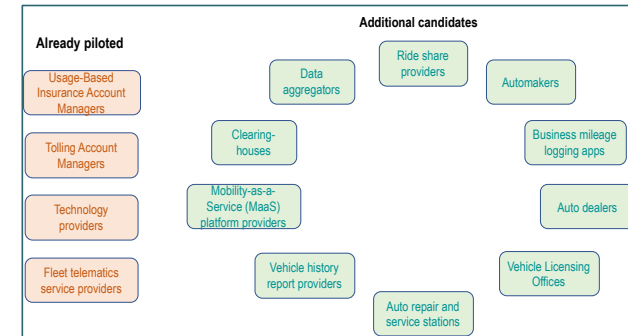 Additional candidates
Already piloted
Usage-Based
Insurance Account
Managers
Tolling Account
Managers
Technology
providers
Fleet telematics
service providers
Ride share
providers
Data
aggregators
Automakers
Clearing-
houses
Business mileage
logging apps
Mobility-as-a-
Service (MaaS)
platform providers
Auto dealers
Vehicle history
report providers
Vehicle Licensing
Offices
Auto repair and
service stations